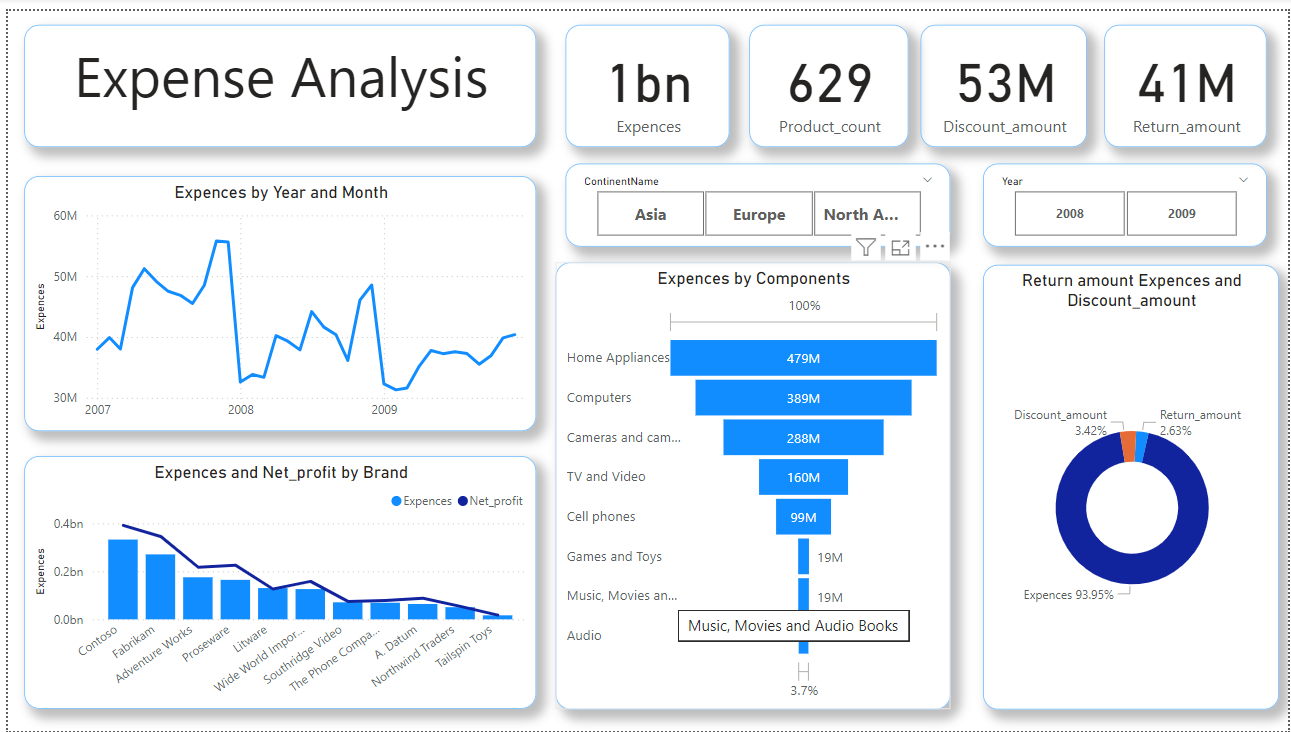 Expense Analysis
1bn
Expences
629
Product_count
53M
Discount_amount
41M
Return_amount
Expences by Year and Month
60M
50M
40M
30M
Expences
2007
2008
2009
ContinentName
Asia
Europe
North A...
Year
2008
2009
Expences and Net_profit by Brand
Expences
Net_profit
0.4bn
0.2bn
0.0bn
Expences
Contoso
Fabrikam
Adventure Works
Proseware
Litware
Wide World Impor...
Southridge Video
The Phone Compa...
A. Datum
Northwind Traders
Tailspin Toys
Expences by Components
100%
Home Appliances
479M
Computers
389M
Cameras and cam...
288M
TV and Video
160M
Cell phones
99M
Games and Toys
19M
Music, Movies an...
19M
Music, Movies and Audio Books
Audio
3.7%
Return amount Expences and
Discount_amount
Discount_amount
3.42%
Return_amount
2.63%
Expences 93.95%